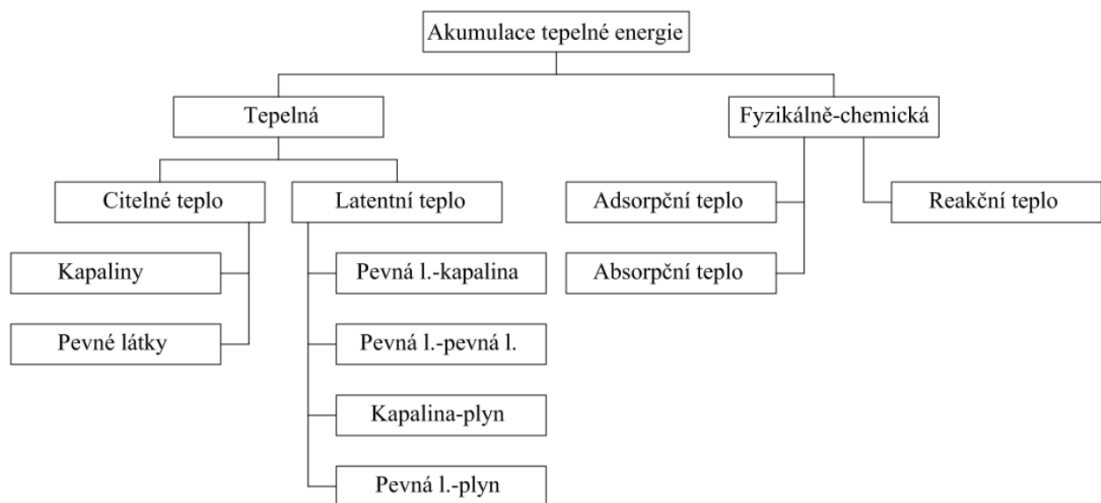 Akumulace tepelné energie
Tepelná
Fyzikálně-chemická
Citelné teplo
Latentní teplo
Adsorpční teplo
Reakční teplo
Kapaliny
Pevná l.-kapalina
Absorpční teplo
Pevné látky
Pevná l.-pevná l.
Kapalina-plyn
Pevná l.-plyn